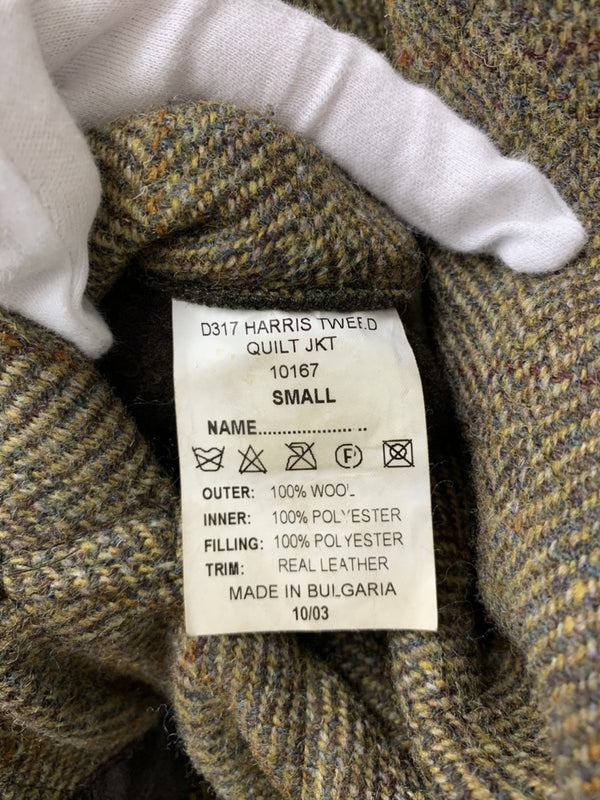 D317 HARRIS TWEED
QUILT JKT
10167
SMALL
NAME.....................
P
OUTER: 100% WOOL
INNER: 100% POLYESTER
FILLING: 100% POLYESTER
TRIM: REAL LEATHER
MADE IN BULGARIA
10/03